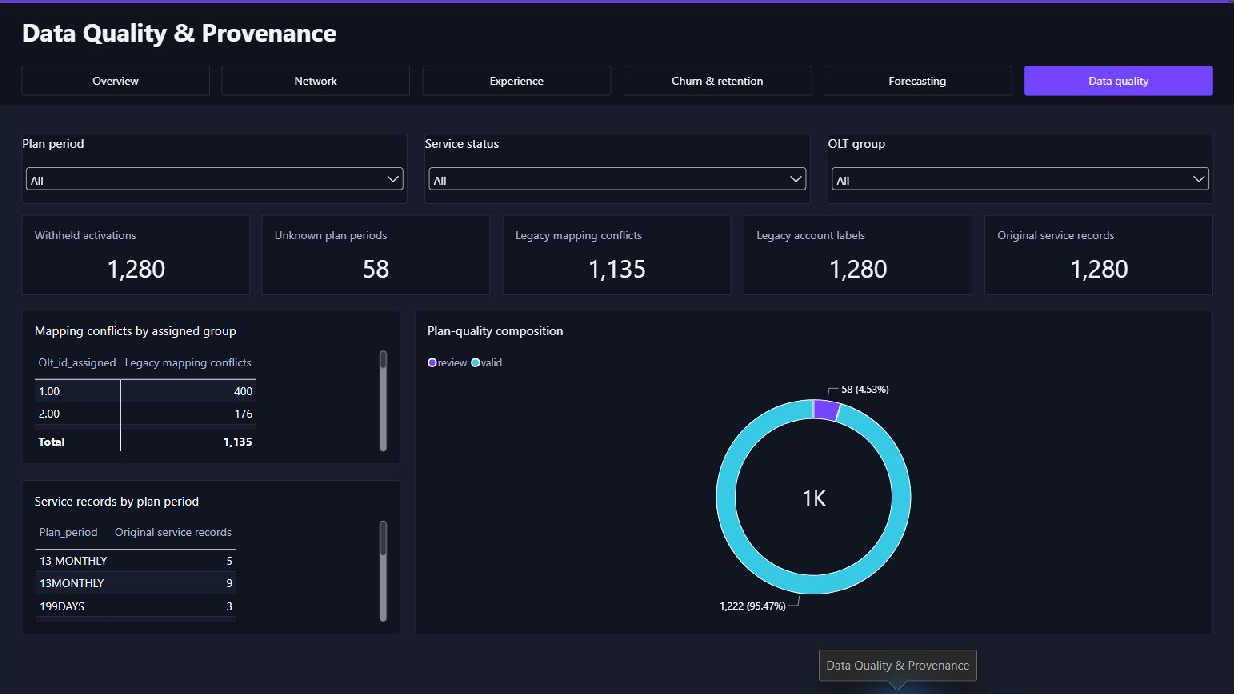 Data Quality & Provenance
Overview
Network
Experience
Churn & retention
Forecasting
Data quality
Plan period
Service status
OLT group
All
All
All
Withheld activations
Unknown plan periods
Legacy mapping conflicts
Legacy account labels
Original service records
1,280
58
1,135
1,280
1,280
Mapping conflicts by assigned group
Olt_id_assigned Legacy mapping conflicts
1.00 400
2.00 176
Total 1,135
Plan-quality composition
review valid
58 (4.53%)
1K
1,222 (95.47%)
Service records by plan period
Plan_period Original service records
13 MONTHLY 5
13MONTHLY 9
199DAYS 3
Data Quality & Provenance